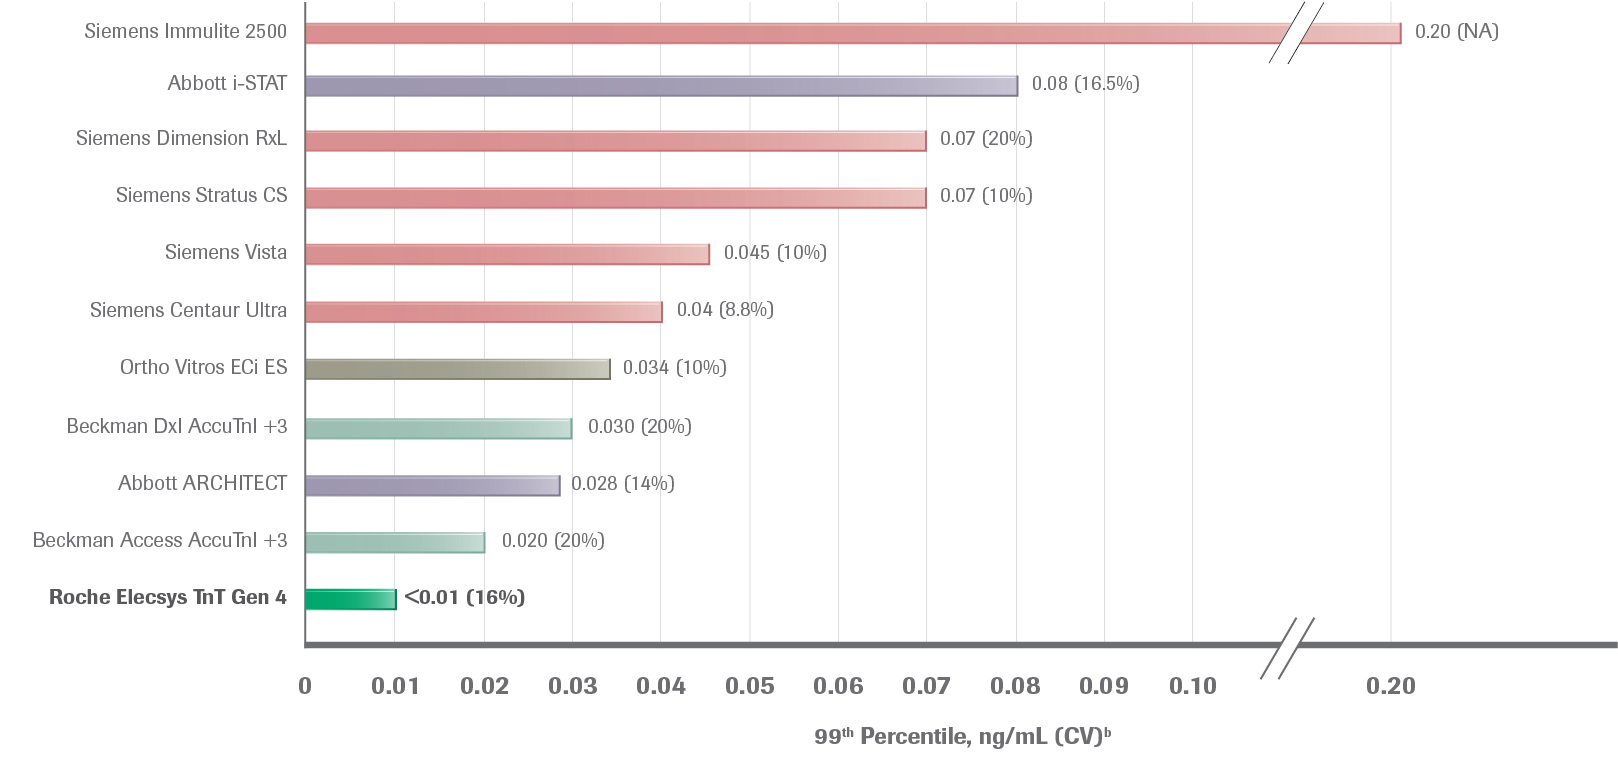 Siemens Immulite 2500 0.20 (NA)
Abbott i-STAT 0.08 (16.5%)
Siemens Dimension RxL 0.07 (20%)
Siemens Stratus CS 0.07 (10%)
Siemens Vista 0.045 (10%)
Siemens Centaur Ultra 0.04 (8.8%)
Ortho Vitros ECi ES 0.034 (10%)
Beckman DxI AccuTnI +3 0.030 (20%)
Abbott ARCHITECT 0.028 (14%)
Beckman Access AccuTnI +3 0.020 (20%)
Roche Elecsys TnT Gen 4 <0.01 (16%)
0 0.01 0.02 0.03 0.04 0.05 0.06 0.07 0.08 0.09 0.10 0.20
99th Percentile, ng/mL (CV)b